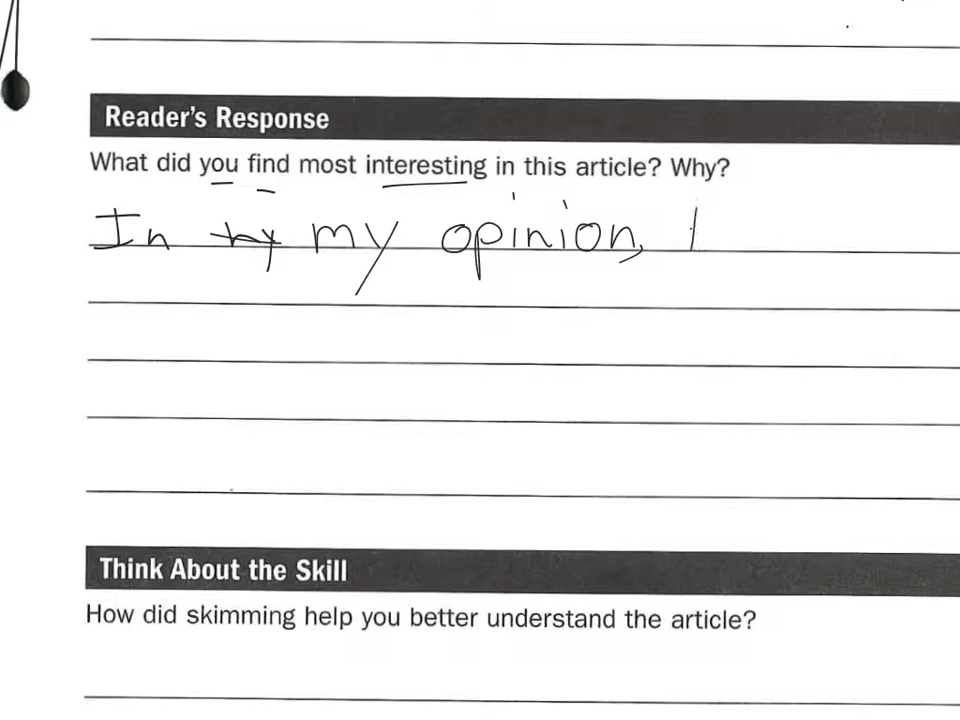 Reader's Response
What did you find most interesting in this article? Why?
In my opinion, I
Think About the Skill
How did skimming help you better understand the article?